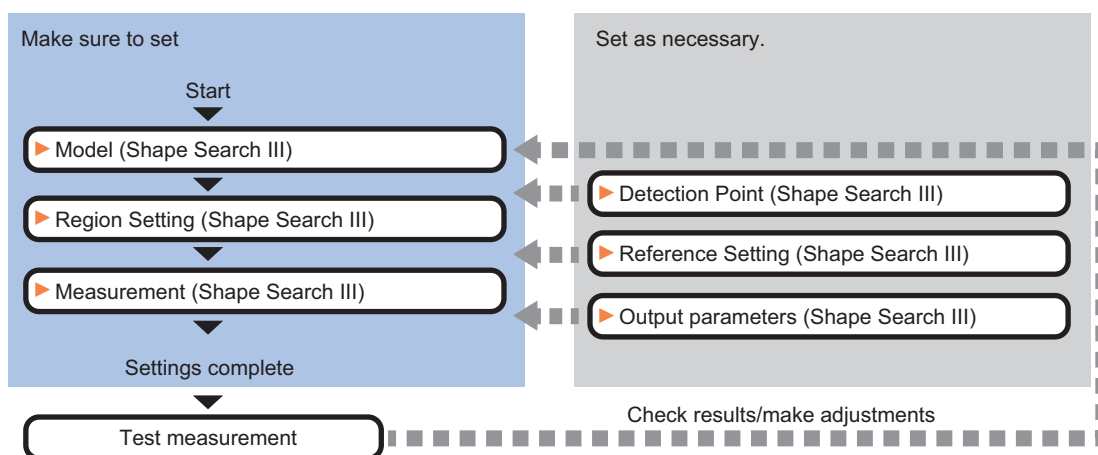 Make sure to set
Start
Model (Shape Search III)
Region Setting (Shape Search III)
Measurement (Shape Search III)
Settings complete
Test measurement
Set as necessary.
Detection Point (Shape Search III)
Reference Setting (Shape Search III)
Output parameters (Shape Search III)
Check results/make adjustments